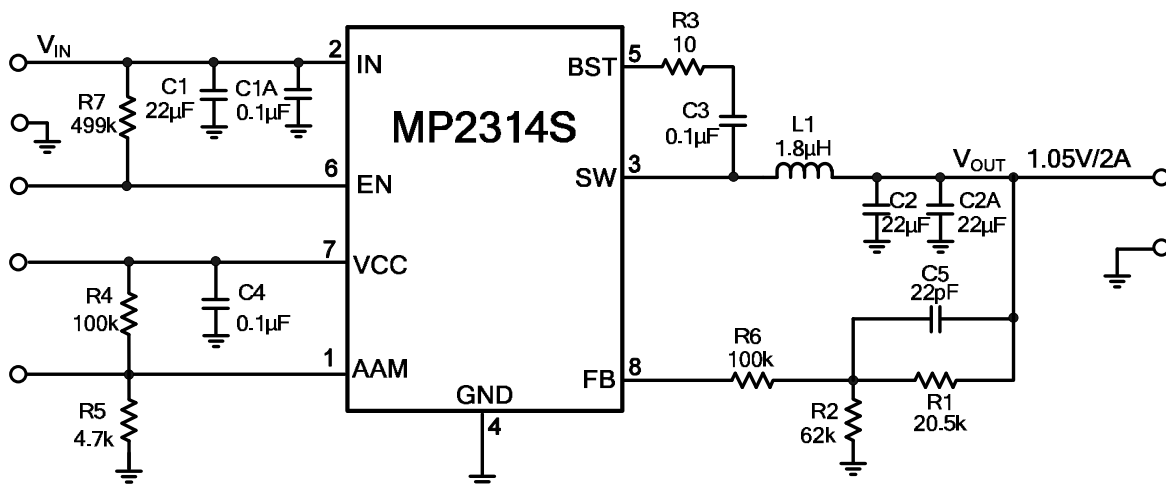 V_IN
2
IN
R7
499k
C1
22µF
C1A
0.1µF
6
EN
7
VCC
R4
100k
C4
0.1µF
1
AAM
R5
4.7k
MP2314S
GND
4
BST
5
R3
10
C3
0.1µF
SW
3
L1
1.8µH
V_OUT 1.05V/2A
C2
22µF
C2A
22µF
C5
22pF
FB
8
R6
100k
R2
62k
R1
20.5k